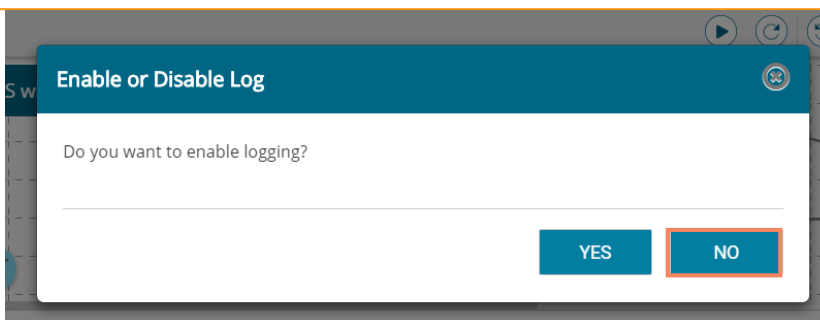 S w
Enable or Disable Log
Do you want to enable logging?
YES
NO